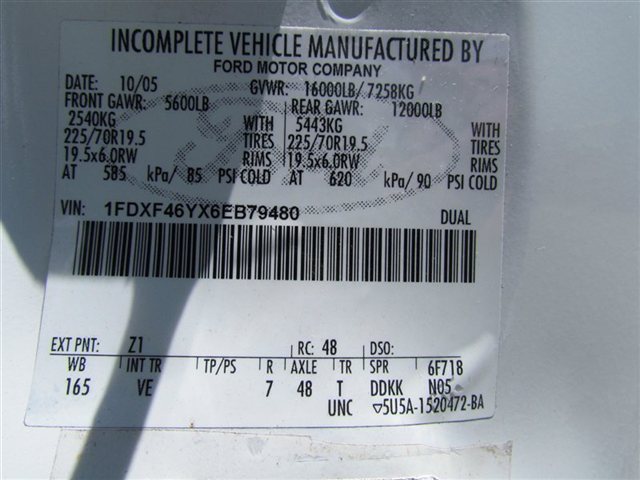 INCOMPLETE VEHICLE MANUFACTURED BY
FORD MOTOR COMPANY
DATE: 10/05 GVWR: 16000LB/ 7258KG
FRONT GAWR: 5600LB REAR GAWR: 12000LB
2540KG WITH 5443KG WITH
225/70R19.5 TIRES 225/70R19.5 TIRES
19.5x6.0RW RIMS 19.5x6.0RW RIMS
AT 585 kPa/ 85 PSI COLD AT 620 kPa/ 90 PSI COLD
VIN: 1FDXF46YX6EB79480 DUAL
EXT PNT: Z1 RC: 48 DSO:
WB INT TR TP/PS R AXLE TR SPR 6F718
165 VE 7 48 T DDKK N05
UNC ▽5U5A-1520472-BA